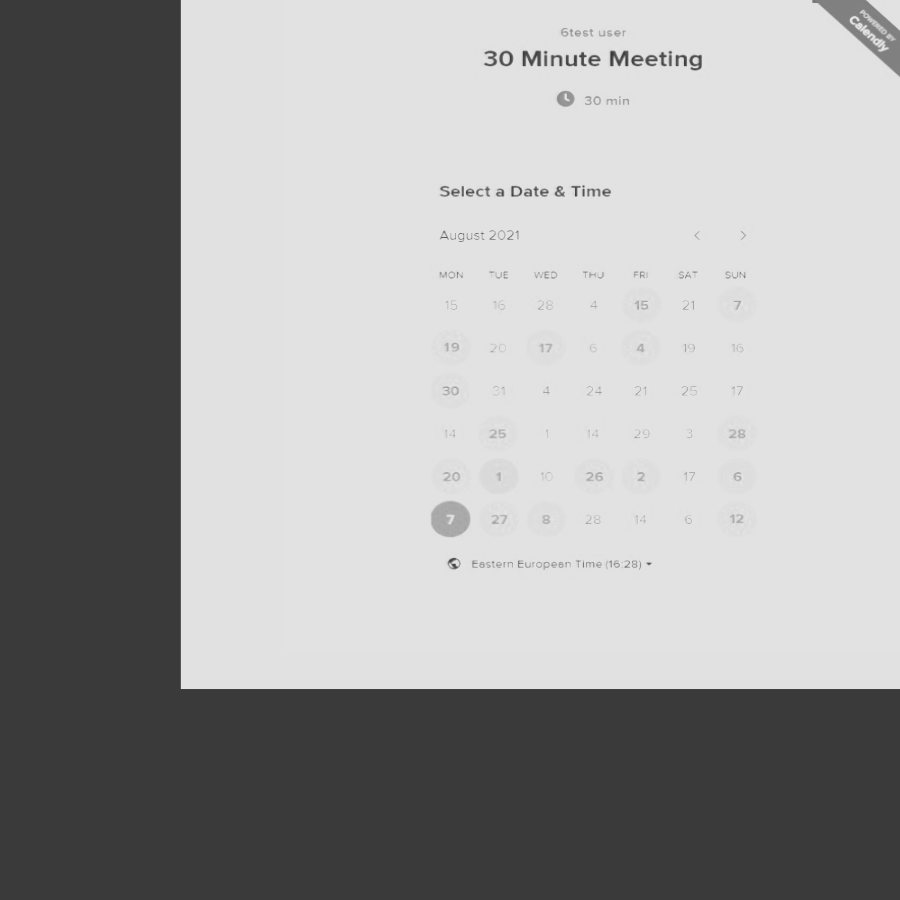 POWERED BY
Calendly
6test user
30 Minute Meeting
30 min
Select a Date & Time
August 2021
MON TUE WED THU FRI SAT SUN
15 16 28 4 15 21 7
19 20 17 6 4 19 16
30 31 4 24 21 25 17
14 25 1 14 29 3 28
20 1 10 26 2 17 6
7 27 8 28 14 6 12
Eastern European Time (16:28)